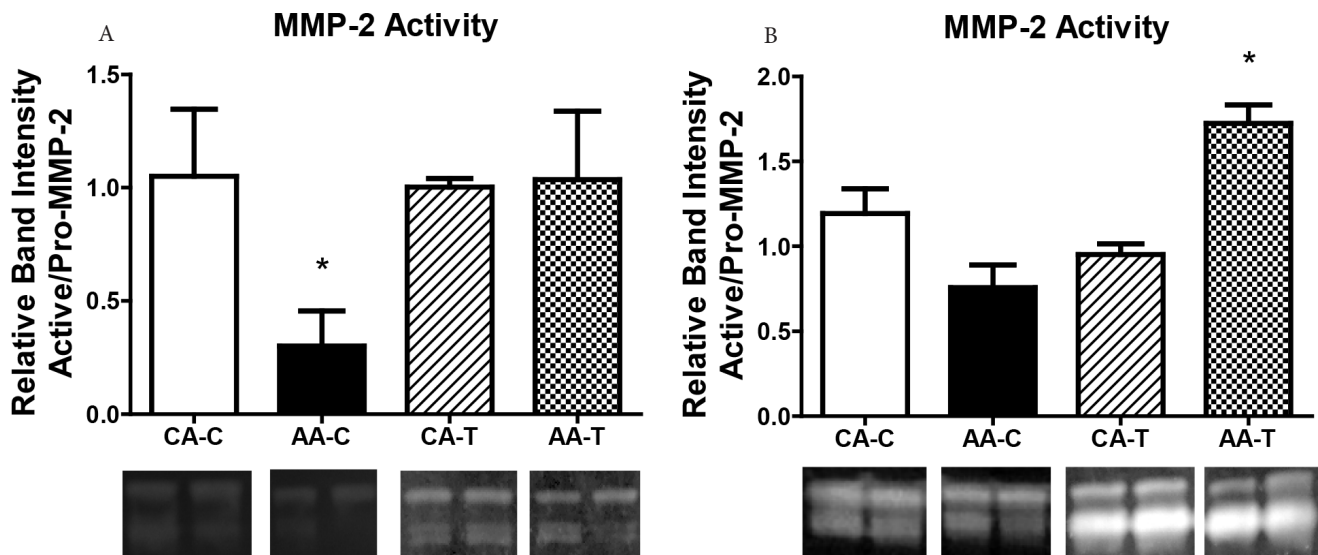 A
MMP-2 Activity
Relative Band Intensity
Active/Pro-MMP-2
1.5
1.0
0.5
0.0
*
CA-C AA-C CA-T AA-T
B
MMP-2 Activity
Relative Band Intensity
Active/Pro-MMP-2
2.0
1.5
1.0
0.5
0.0
*
CA-C AA-C CA-T AA-T